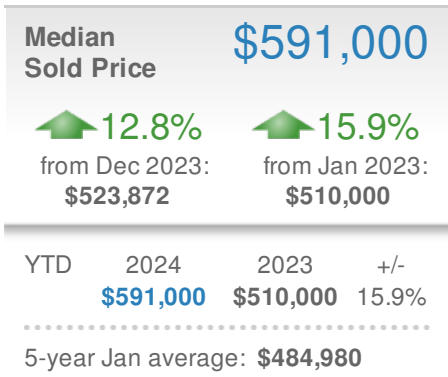 Median $591,000
Sold Price
12.8% 15.9%
from Dec 2023: from Jan 2023:
$523,872 $510,000
YTD 2024 2023 +/-
$591,000 $510,000 15.9%
5-year Jan average: $484,980